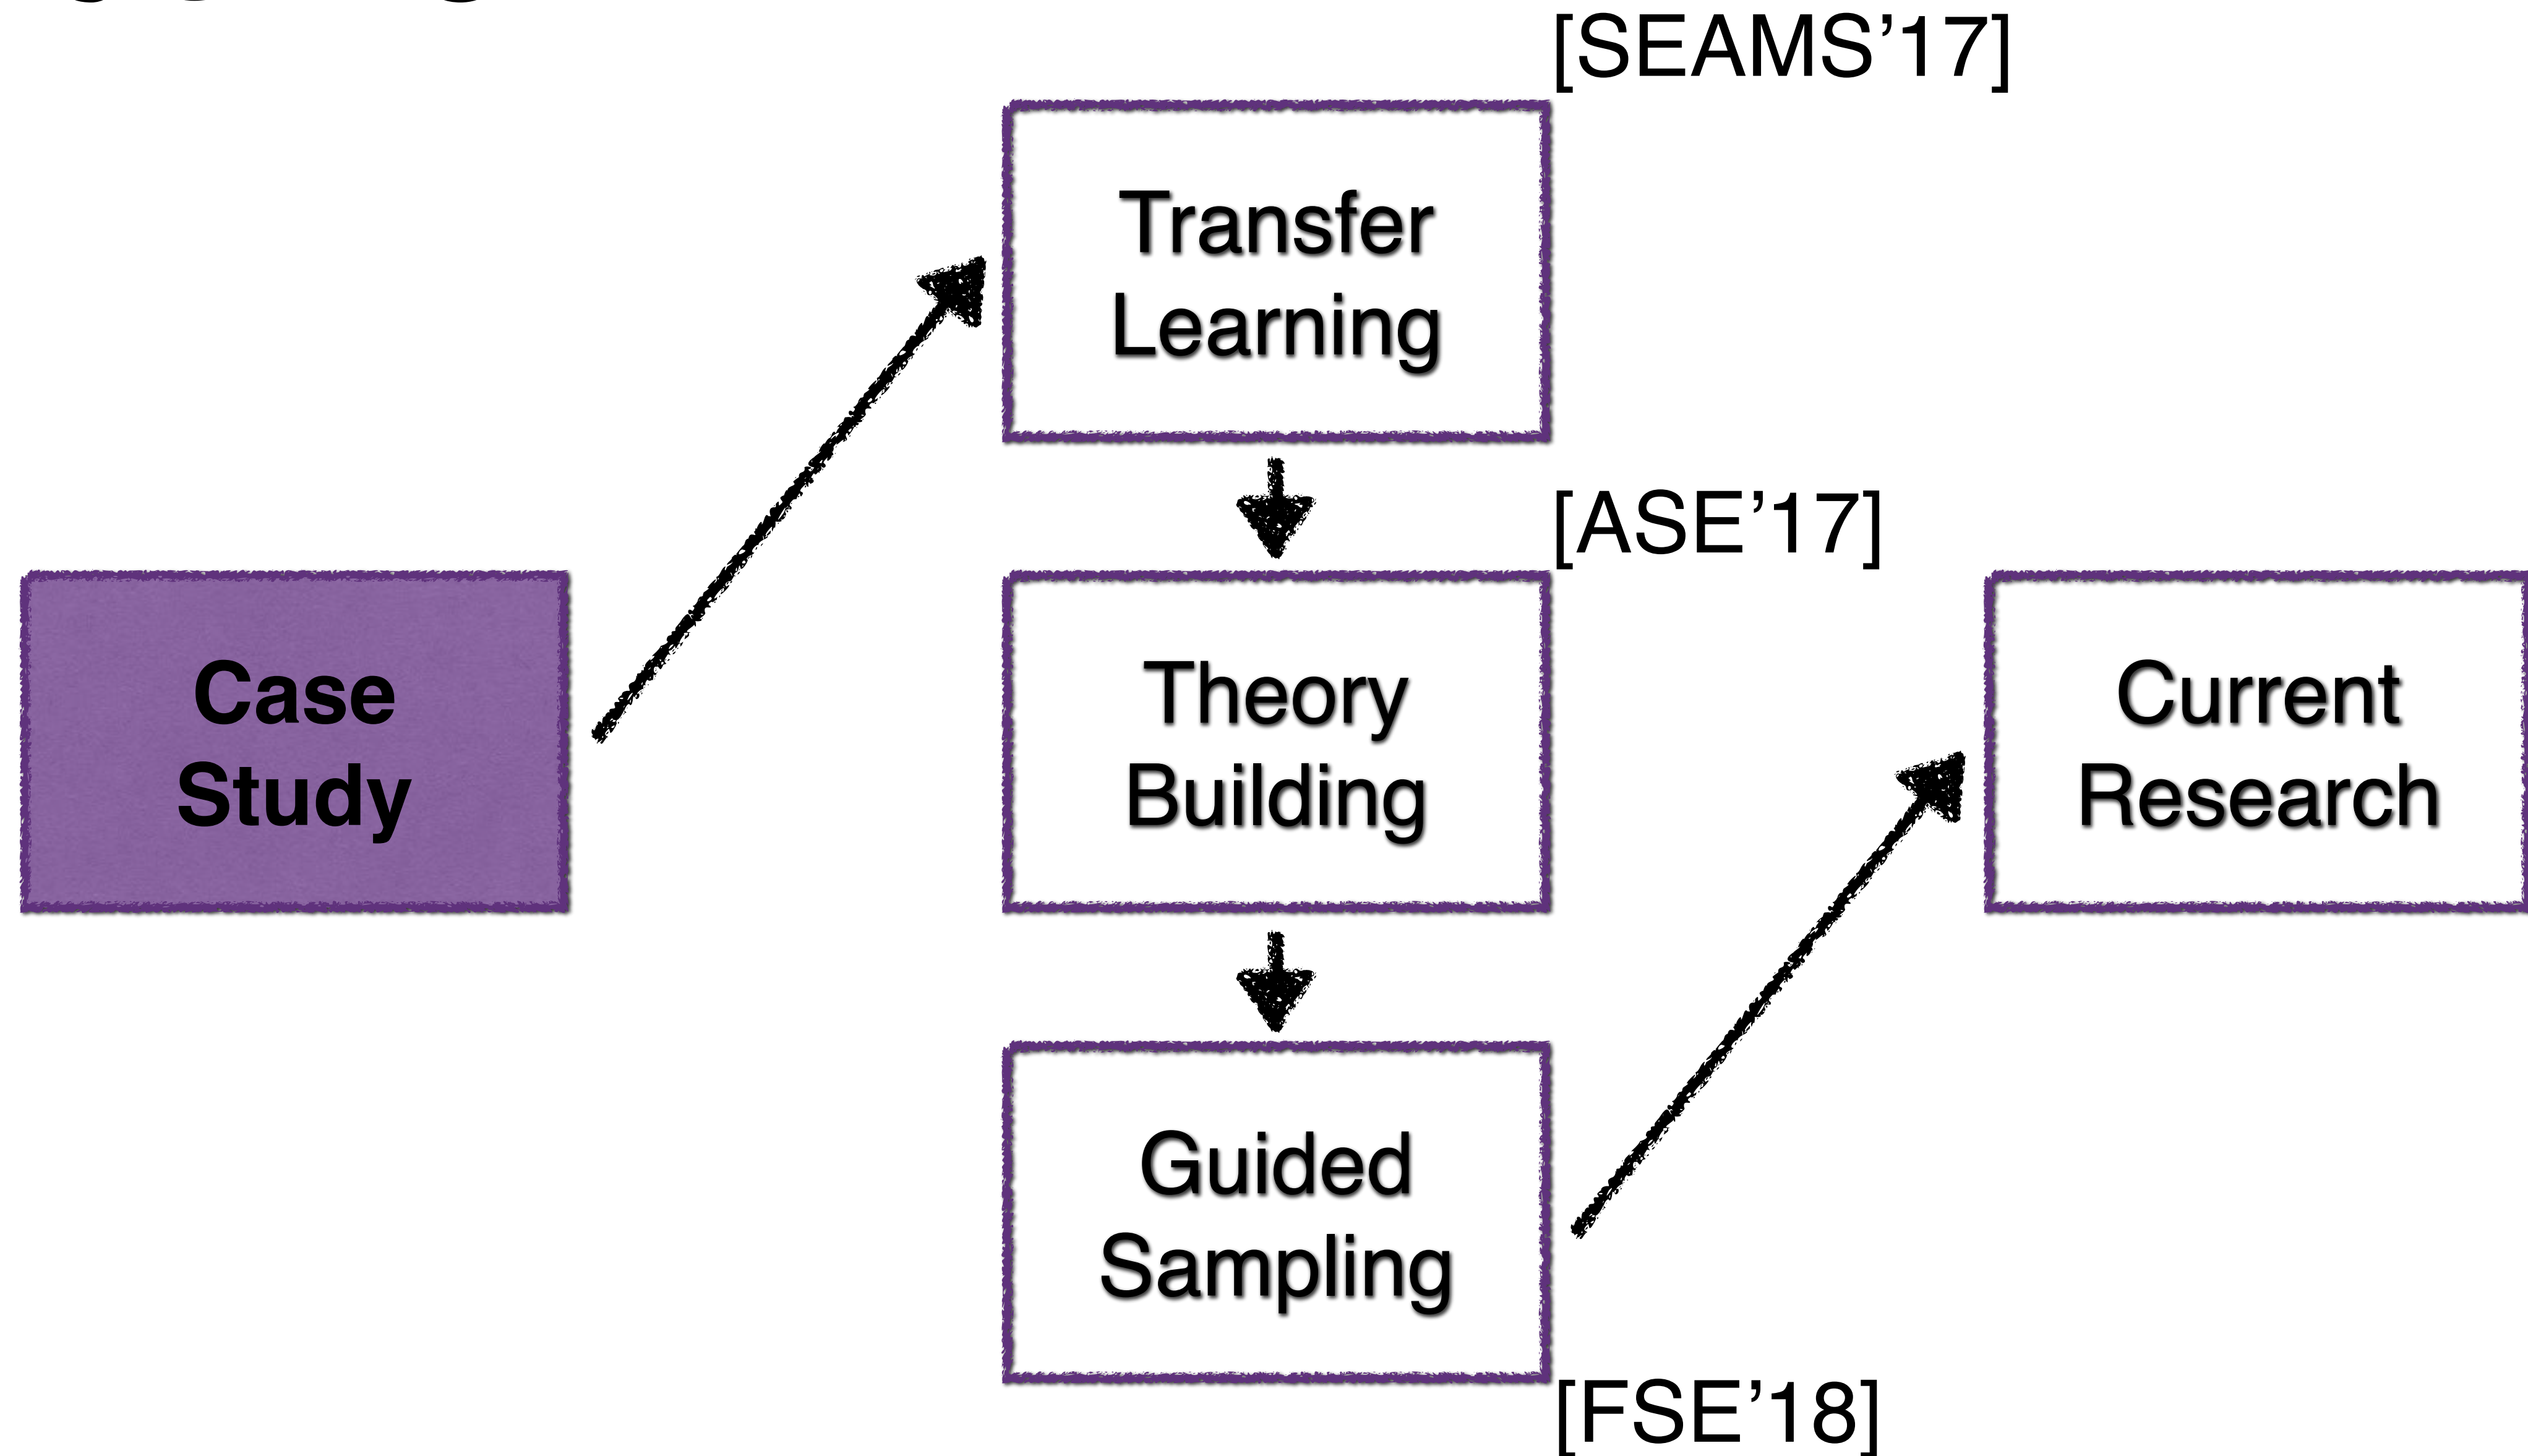 [SEAMS’17]
Transfer
Learning
[ASE’17]
Case
Study
Theory
Building
Current
Research
Guided
Sampling
[FSE’18]